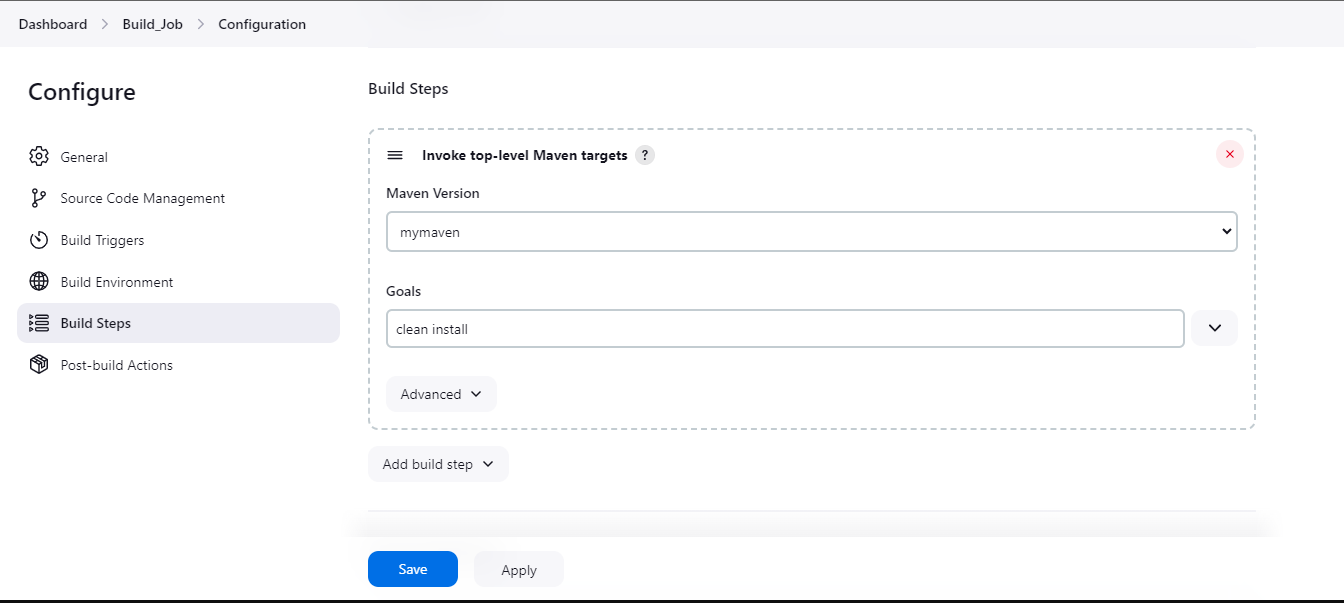 Dashboard > Build_Job > Configuration
Configure
General
Source Code Management
Build Triggers
Build Environment
Build Steps
Post-build Actions
Build Steps
Invoke top-level Maven targets ?
Maven Version
mymaven
Goals
clean install
Advanced
Add build step
Save Apply